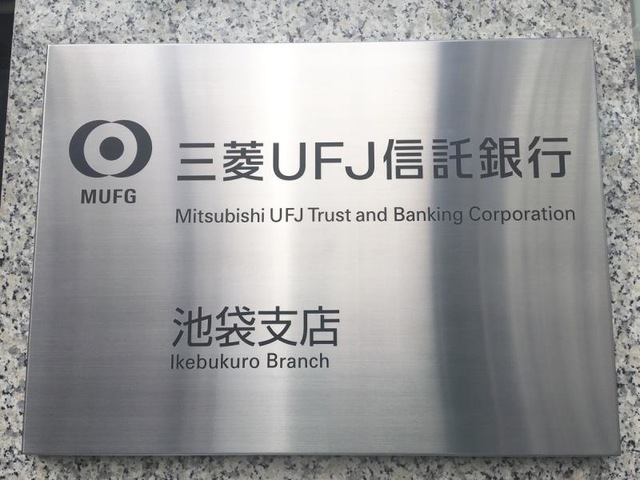 三菱UFJ信託銀行
MUFG
Mitsubishi UFJ Trust and Banking Corporation
池袋支店
Ikebukuro Branch